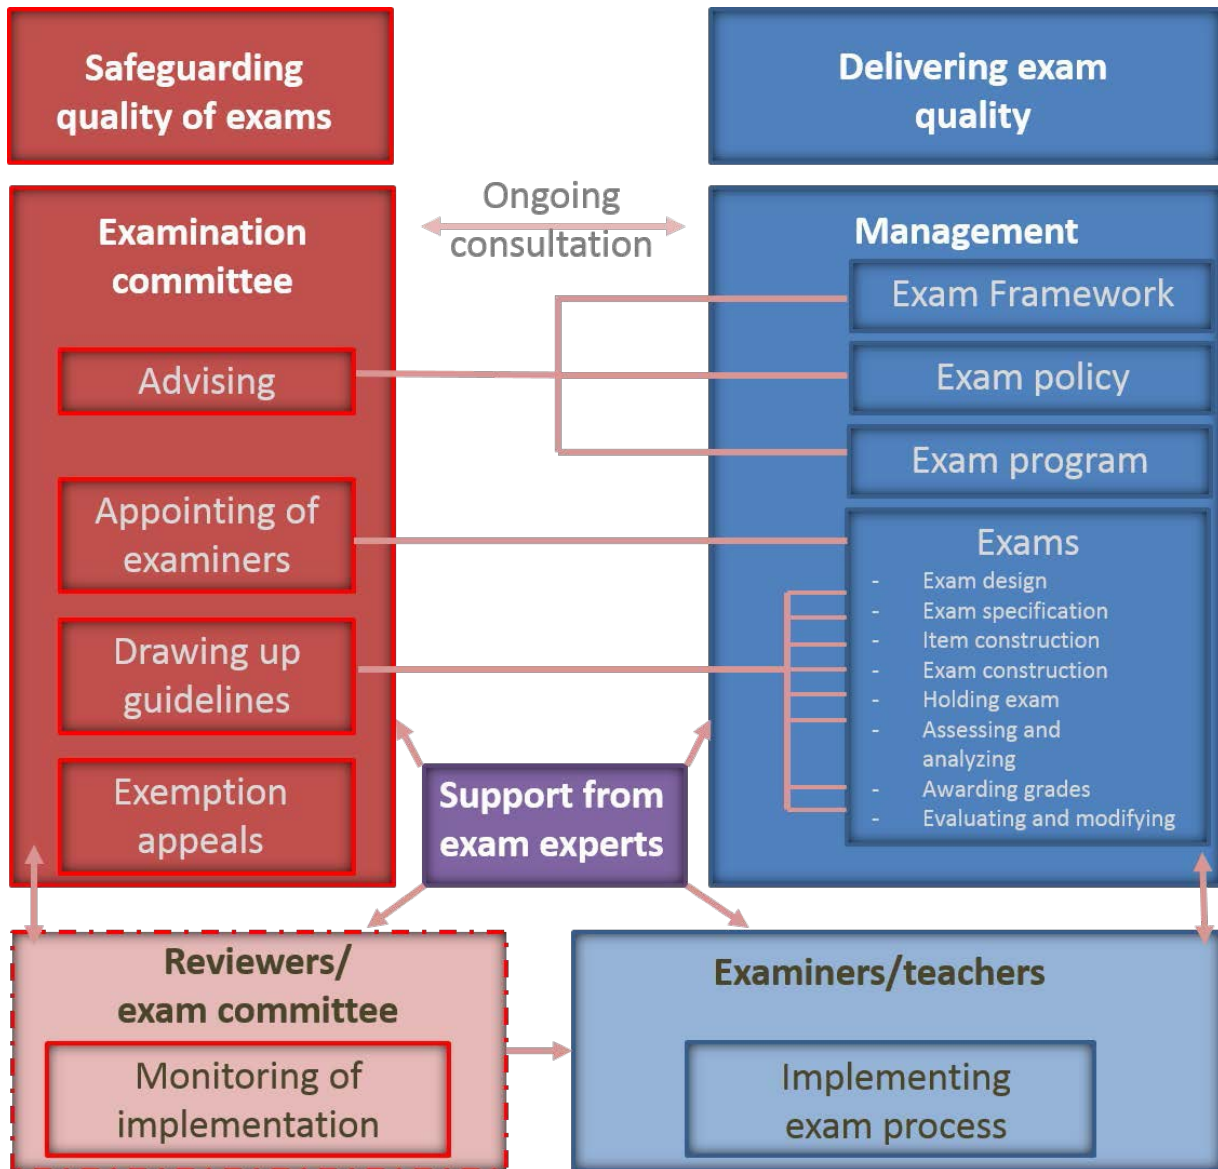 Safeguarding
quality of exams
Delivering exam
quality
Examination
committee
Ongoing
consultation
Management
Exam Framework
Advising
Exam policy
Exam program
Appointing of
examiners
Exams
- Exam design
- Exam specification
- Item construction
- Exam construction
- Holding exam
- Assessing and
analyzing
- Awarding grades
- Evaluating and modifying
Drawing up
guidelines
Exemption
appeals
Support from
exam experts
Reviewers/
exam committee
Monitoring of
implementation
Examiners/teachers
Implementing
exam process